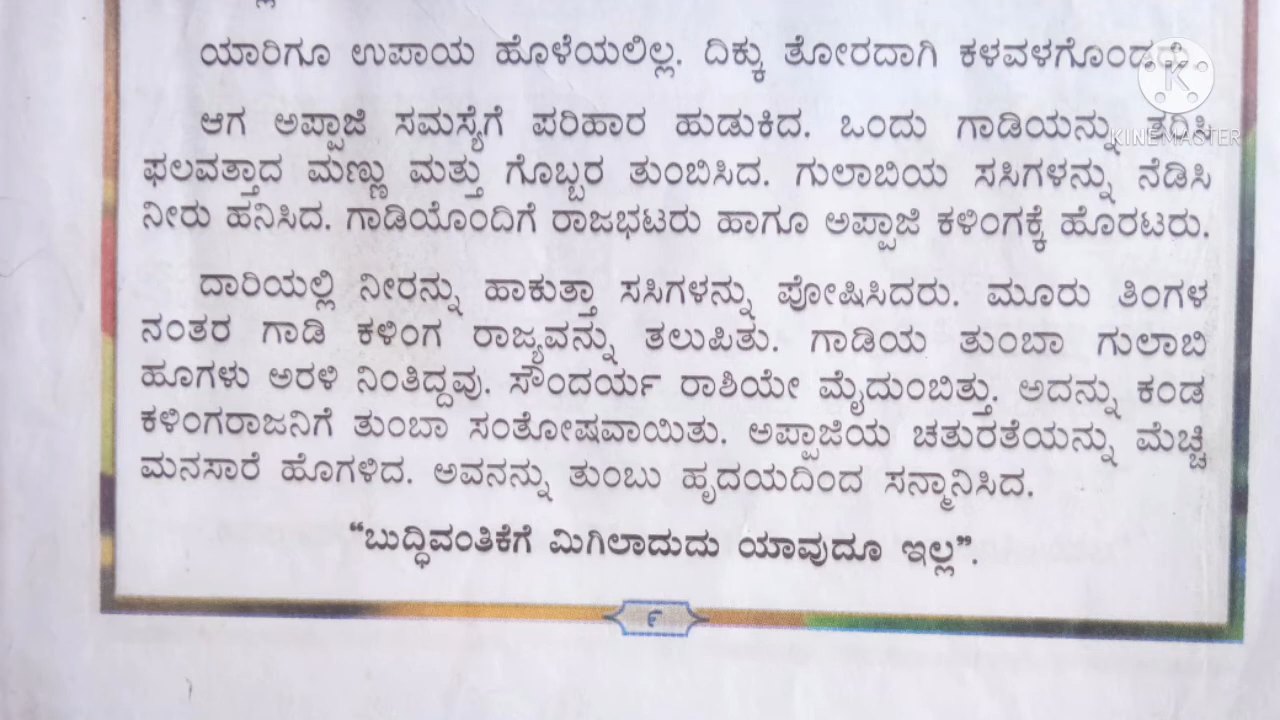 ಯಾರಿಗೂ ಉಪಾಯ ಹೊಳೆಯಲಿಲ್ಲ. ದಿಕ್ಕು ತೋರದಾಗಿ
ಆಗ ಅಪ್ಪಾಜಿ ಸಮಸ್ಯೆಗೆ ಪರಿಹಾರ ಹುಡುಕಿದ. ಒಂದು ಗಾಡಿಯನ್ನು ತರಿಸಿ
KINEMASTER
ಫಲವತ್ತಾದ ಮಣ್ಣು ಮತ್ತು ಗೊಬ್ಬರ ತುಂಬಿಸಿದ. ಗುಲಾಬಿಯ ಸಸಿಗಳನ್ನು ನೆಡಿಸಿ
ನೀರು ಹನಿಸಿದ. ಗಾಡಿಯೊಂದಿಗೆ ರಾಜಭಟರು ಹಾಗೂ ಅಪ್ಪಾಜಿ ಕಳಿಂಗಕ್ಕೆ ಹೊರಟರು.
ದಾರಿಯಲ್ಲಿ ನೀರನ್ನು ಹಾಕುತ್ತಾ ಸಸಿಗಳನ್ನು ಪೋಷಿಸಿದರು. ಮೂರು ತಿಂಗಳ
ನಂತರ ಗಾಡಿ ಕಳಿಂಗ ರಾಜ್ಯವನ್ನು ತಲುಪಿತು. ಗಾಡಿಯ ತುಂಬಾ ಗುಲಾಬಿ
ಹೂಗಳು ಅರಳಿ ನಿಂತಿದ್ದವು. ಸೌಂದರ್ಯ ರಾಶಿಯೇ ಮೈದುಂಬಿತ್ತು. ಅದನ್ನು ಕಂಡ
ಕಳಿಂಗರಾಜನಿಗೆ ತುಂಬಾ ಸಂತೋಷವಾಯಿತು. ಅಪ್ಪಾಜಿಯ ಚತುರತೆಯನ್ನು ಮೆಚ್ಚಿ
ಮನಸಾರೆ ಹೊಗಳಿದ. ಅವನನ್ನು ತುಂಬು ಹೃದಯದಿಂದ ಸನ್ಮಾನಿಸಿದ.
“ಬುದ್ಧಿವಂತಿಕೆಗೆ ಮಿಗಿಲಾದುದು ಯಾವುದೂ ಇಲ್ಲ”.
೯